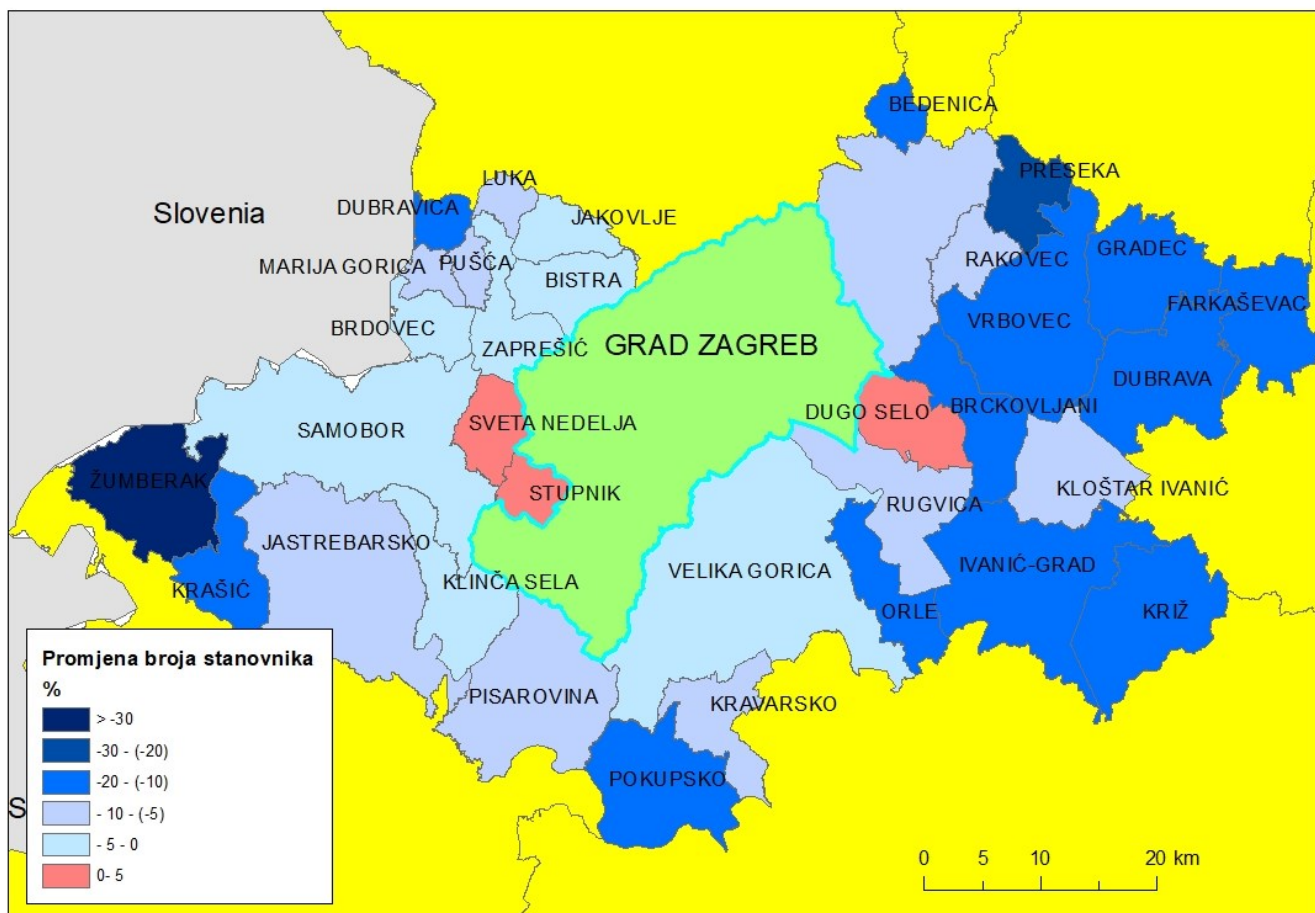 BEDENICA
LUKA
PRESEKA
Slovenia
DUBRAVICA
JAKOVLJE
GRADEC
MARIJA GORICA
PUŠĆA
RAKOVEC
BISTRA
FARKAŠEVAC
BRDOVEC
ZAPREŠIĆ
GRAD ZAGREB
VRBOVEC
DUBRAVA
SAMOBOR
SVETA NEDELJA
DUGO SELO
BRCKOVLJANI
ŽUMBERAK
STUPNIK
RUGVICA
KLOŠTAR IVANIĆ
JASTREBARSKO
KRAŠIĆ
KLINČA SELA
VELIKA GORICA
IVANIĆ-GRAD
ORLE
KRIŽ
PISAROVINA
KRAVARSKO
POKUPSKO
S
Promjena broja stanovnika
%
> -30
-30 - (-20)
-20 - (-10)
- 10 - (-5)
- 5 - 0
0- 5
0 5 10 20 km